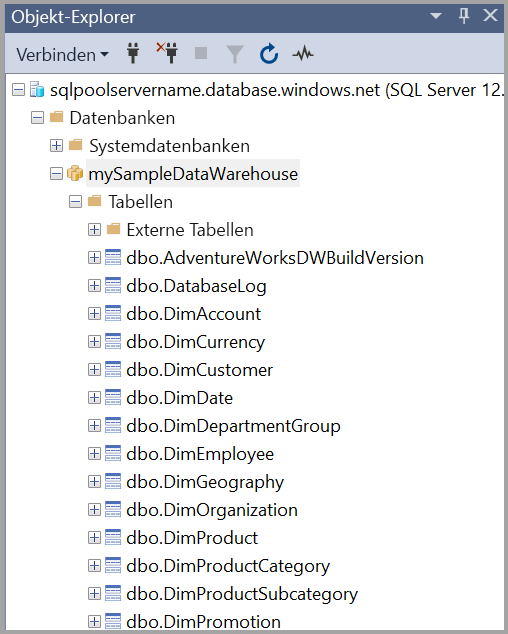 Objekt-Explorer
Verbinden
sqlpoolservername.database.windows.net (SQL Server 12.
Datenbanken
Systemdatenbanken
mySampleDataWarehouse
Tabellen
Externe Tabellen
dbo.AdventureWorksDWBuildVersion
dbo.DatabaseLog
dbo.DimAccount
dbo.DimCurrency
dbo.DimCustomer
dbo.DimDate
dbo.DimDepartmentGroup
dbo.DimEmployee
dbo.DimGeography
dbo.DimOrganization
dbo.DimProduct
dbo.DimProductCategory
dbo.DimProductSubcategory
dbo.DimPromotion